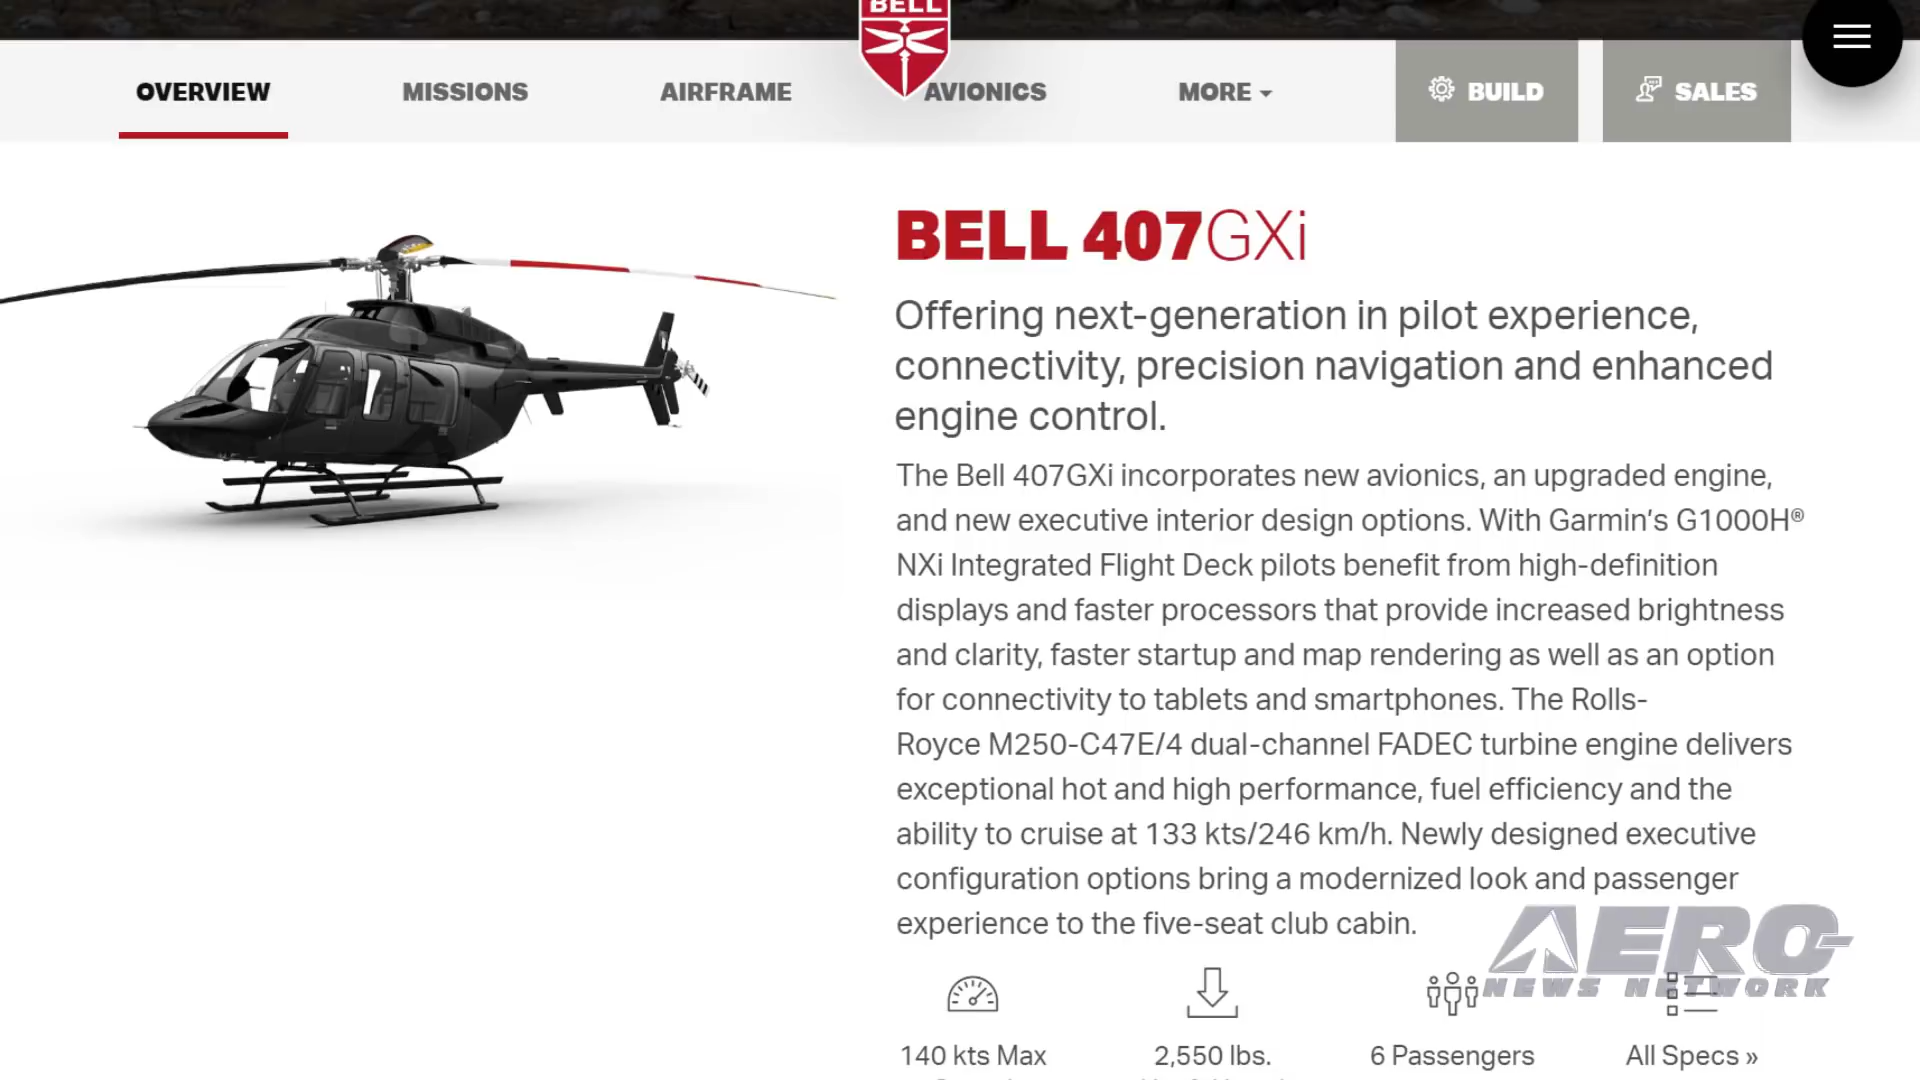 BELL
OVERVIEW
MISSIONS
AIRFRAME
AVIONICS
MORE
BUILD
SALES
BELL 407GXi
Offering next-generation in pilot experience,
connectivity, precision navigation and enhanced
engine control.
The Bell 407GXi incorporates new avionics, an upgraded engine,
and new executive interior design options. With Garmin’s G1000H®
NXi Integrated Flight Deck pilots benefit from high-definition
displays and faster processors that provide increased brightness
and clarity, faster startup and map rendering as well as an option
for connectivity to tablets and smartphones. The Rolls-
Royce M250-C47E/4 dual-channel FADEC turbine engine delivers
exceptional hot and high performance, fuel efficiency and the
ability to cruise at 133 kts/246 km/h. Newly designed executive
configuration options bring a modernized look and passenger
experience to the five-seat club cabin.
AERO-
NEWS NETWORK
140 kts Max
2,550 lbs.
6 Passengers
All Specs »